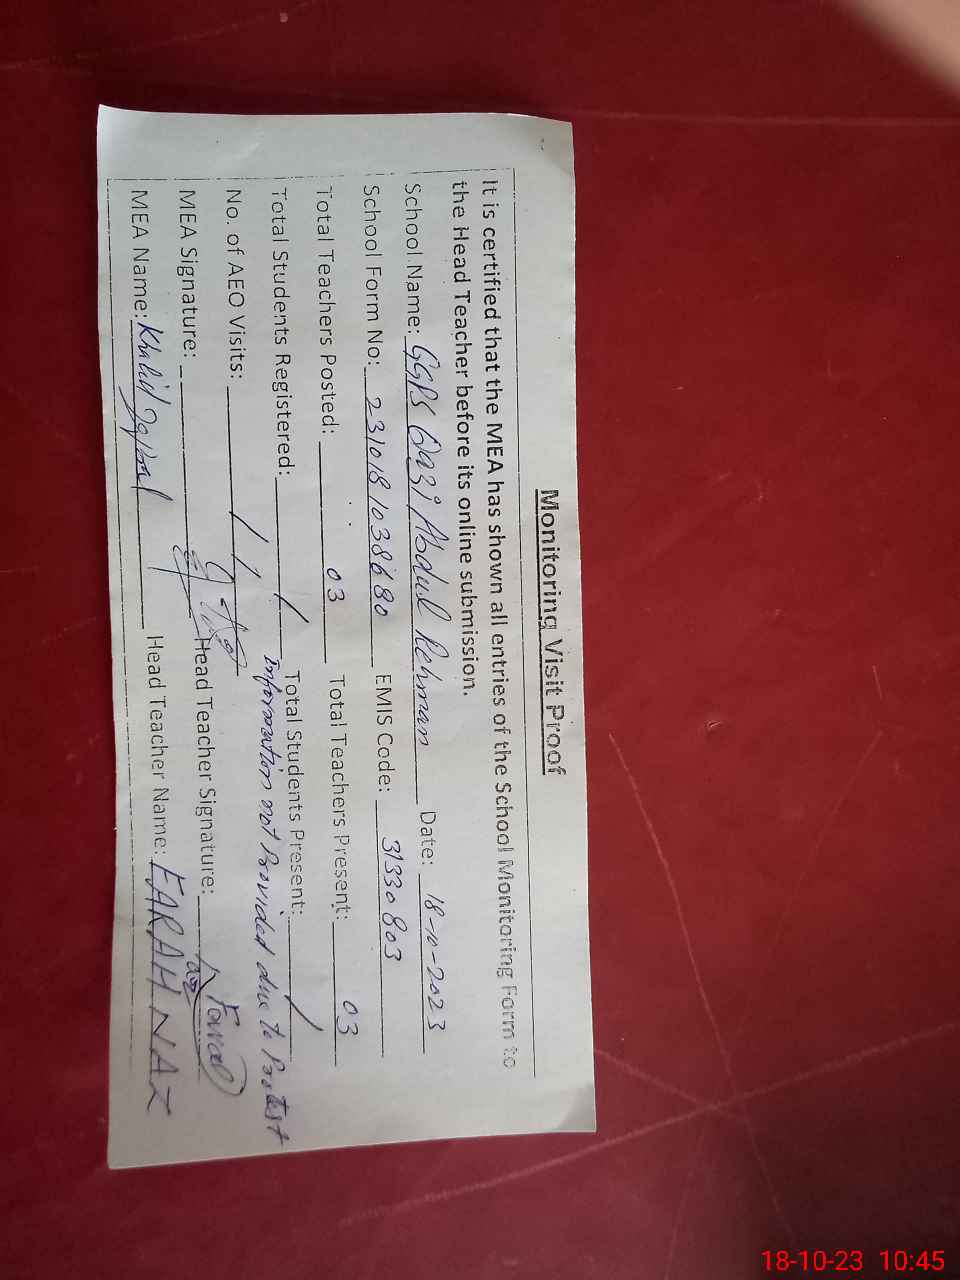 Monitoring Visit Proof
It is certified that the MEA has shown all entries of the School Monitoring Form to
the Head Teacher before its online submission.
School Name: GGPS Qazi Abdul Rehman Date: 18-10-2023
School Form No: 2310181038680 EMIS Code: 31330803
Total Teachers Posted: 03 Total Teachers Present: 03
Total Students Registered: / Total Students Present: /
Information not Provided due to Protest
No. of AEO Visits: /
MEA Signature: Head Teacher Signature: Farah
MEA Name: Khalid Iqbal Head Teacher Name: FARAH NAZ
18-10-23 10:45